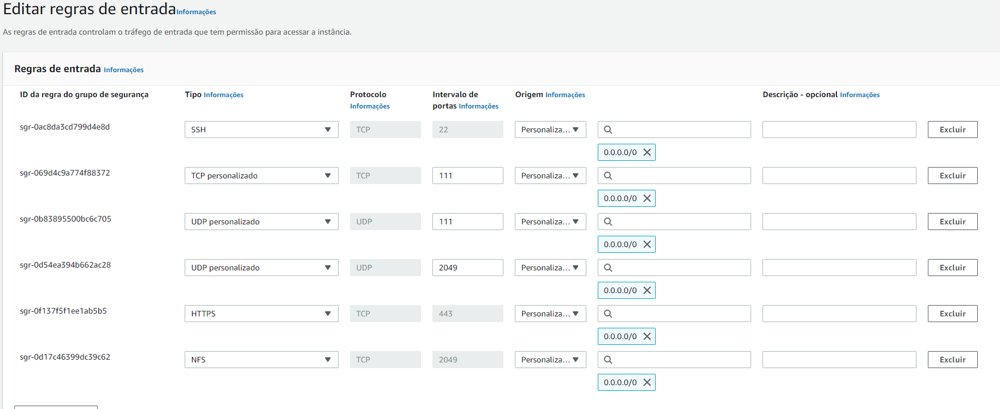 Editar regras de entrada Informações
As regras de entrada controlam o tráfego de entrada que tem permissão para acessar a instância.
Regras de entrada Informações
ID da regra do grupo de segurança Tipo Informações Protocolo Informações Intervalo de portas Informações Origem Informações Descrição - opcional Informações
sgr-0ac8da3cd799d4e8d SSH TCP 22 Personaliza... Excluir
0.0.0.0/0
sgr-069d4c9a774f88372 TCP personalizado TCP 111 Personaliza... Excluir
0.0.0.0/0
sgr-0b83895500bc6c705 UDP personalizado UDP 111 Personaliza... Excluir
0.0.0.0/0
sgr-0d54ea394b662ac28 UDP personalizado UDP 2049 Personaliza... Excluir
0.0.0.0/0
sgr-0f137f5f1ee1ab5b5 HTTPS TCP 443 Personaliza... Excluir
0.0.0.0/0
sgr-0d17c46399dc39c62 NFS TCP 2049 Personaliza... Excluir
0.0.0.0/0